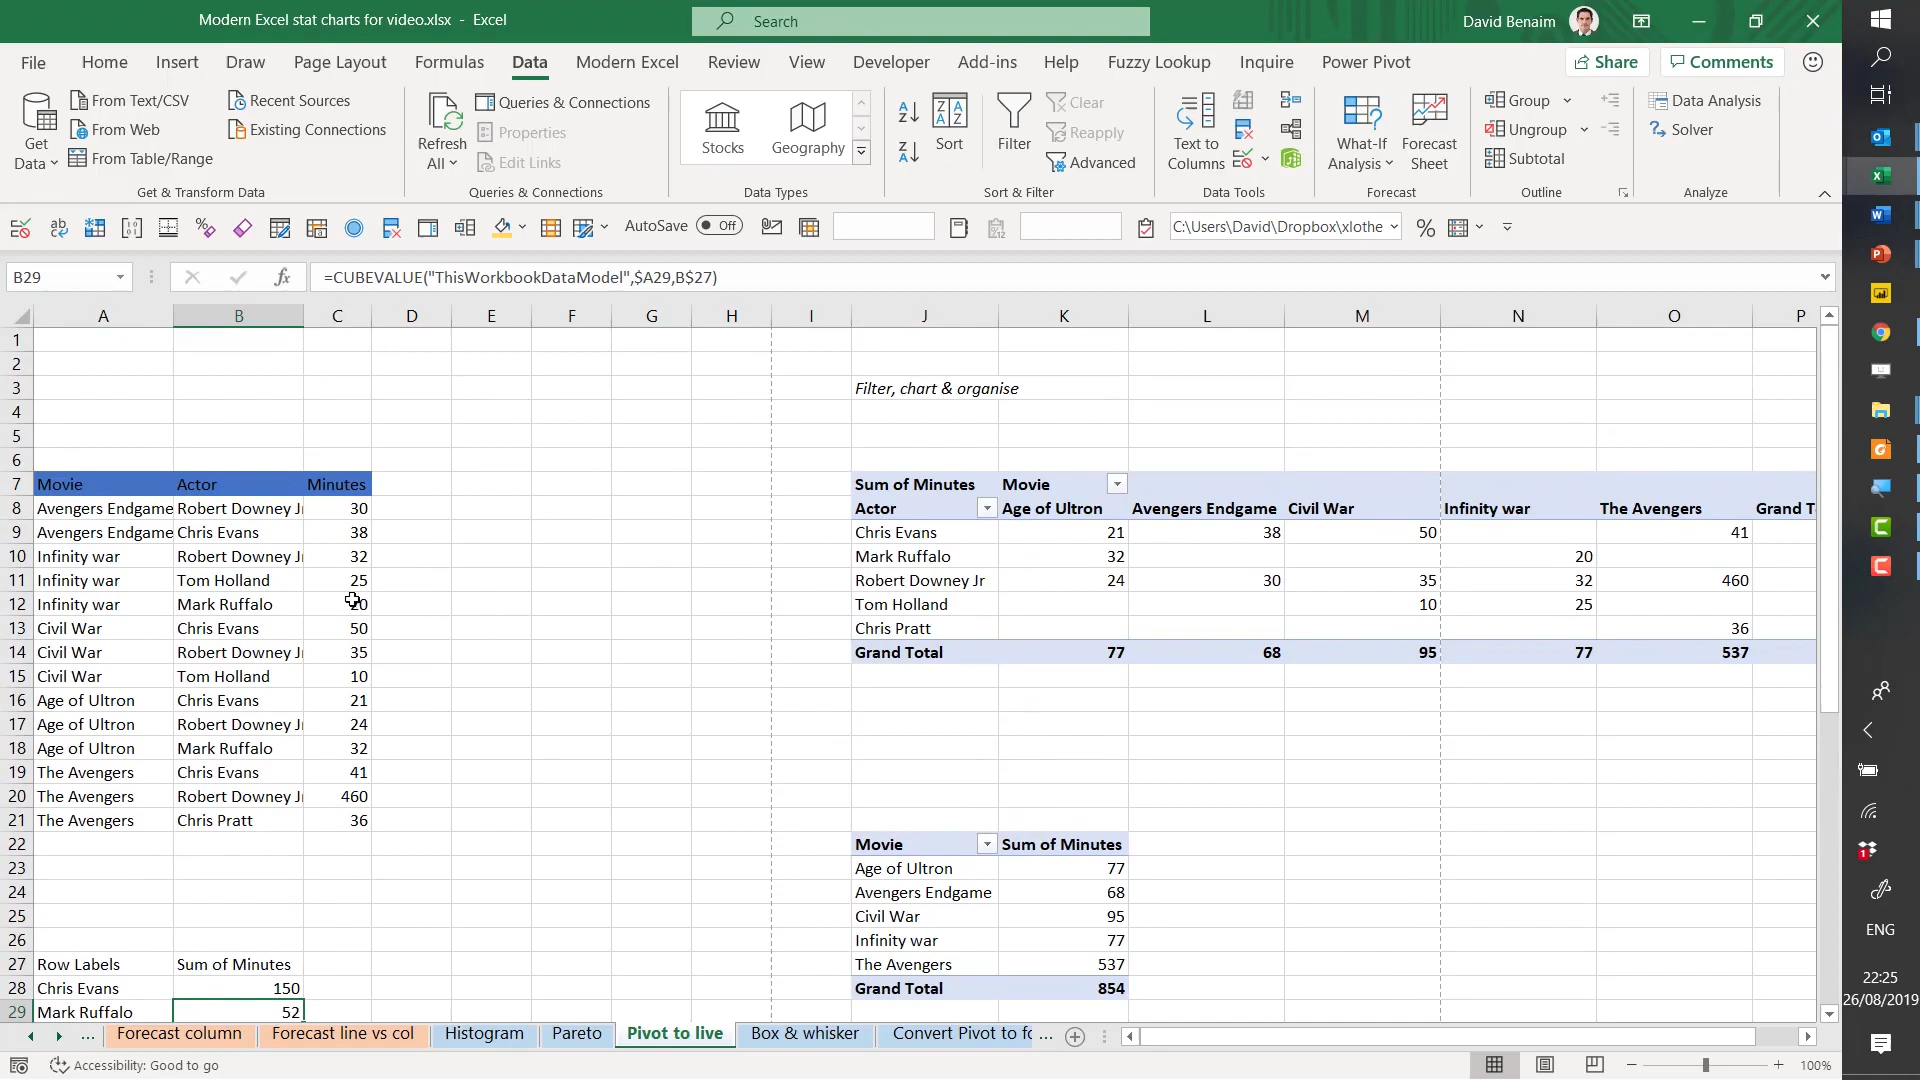 Modern Excel stat charts for video.xlsx - Excel
Search
David Benaim
File Home Insert Draw Page Layout Formulas Data Modern Excel Review View Developer Add-ins Help Fuzzy Lookup Inquire Power Pivot Share Comments
Get Data
From Text/CSV
From Web
From Table/Range
Recent Sources
Existing Connections
Get & Transform Data
Refresh All
Queries & Connections
Properties
Edit Links
Queries & Connections
Stocks
Geography
Data Types
Sort
Filter
Clear
Reapply
Advanced
Sort & Filter
Text to Columns
Data Tools
What-If Analysis
Forecast Sheet
Forecast
Group
Ungroup
Subtotal
Outline
Data Analysis
Solver
Analyze
AutoSave Off
C:\Users\David\Dropbox\xlothe
B29
fx =CUBEVALUE("ThisWorkbookDataModel",$A29,B$27)
A B C D E F G H I J K L M N O P
1
2
3 Filter, chart & organise
4
5
6
7 Movie Actor Minutes Sum of Minutes Movie
8 Avengers Endgame Robert Downey Jr 30 Actor Age of Ultron Avengers Endgame Civil War Infinity war The Avengers Grand T
9 Avengers Endgame Chris Evans 38 Chris Evans 21 38 50 41
10 Infinity war Robert Downey Jr 32 Mark Ruffalo 32 20
11 Infinity war Tom Holland 25 Robert Downey Jr 24 30 35 32 460
12 Infinity war Mark Ruffalo 20 Tom Holland 10 25
13 Civil War Chris Evans 50 Chris Pratt 36
14 Civil War Robert Downey Jr 35 Grand Total 77 68 95 77 537
15 Civil War Tom Holland 10
16 Age of Ultron Chris Evans 21
17 Age of Ultron Robert Downey Jr 24
18 Age of Ultron Mark Ruffalo 32
19 The Avengers Chris Evans 41
20 The Avengers Robert Downey Jr 460
21 The Avengers Chris Pratt 36
22 Movie Sum of Minutes
23 Age of Ultron 77
24 Avengers Endgame 68
25 Civil War 95
26 Infinity war 77
27 Row Labels Sum of Minutes The Avengers 537
28 Chris Evans 150 Grand Total 854
29 Mark Ruffalo 52
... Forecast column Forecast line vs col Histogram Pareto Pivot to live Box & whisker Convert Pivot to fo ...
Accessibility: Good to go
100%
1
ENG
22:25
26/08/2019